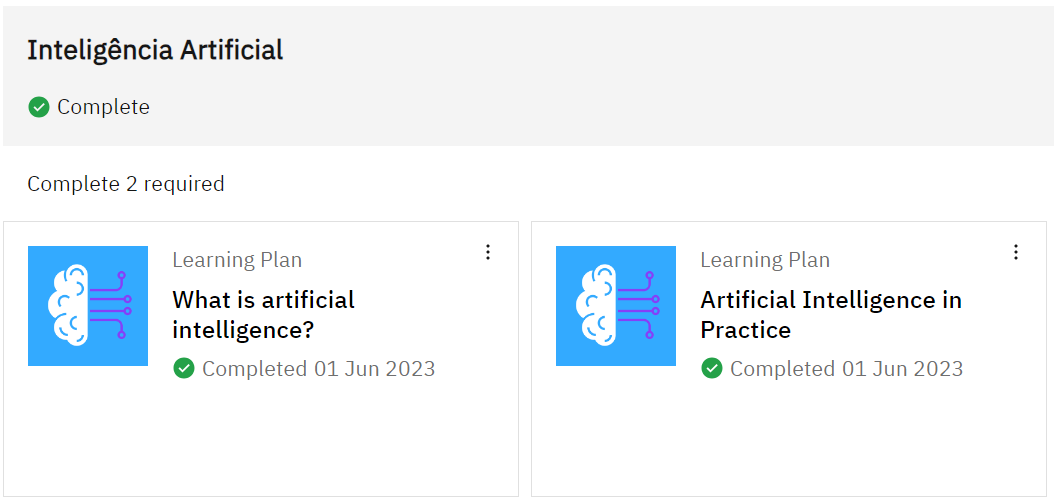 Inteligência Artificial
Complete
Complete 2 required
Learning Plan
What is artificial
intelligence?
Completed 01 Jun 2023
Learning Plan
Artificial Intelligence in
Practice
Completed 01 Jun 2023